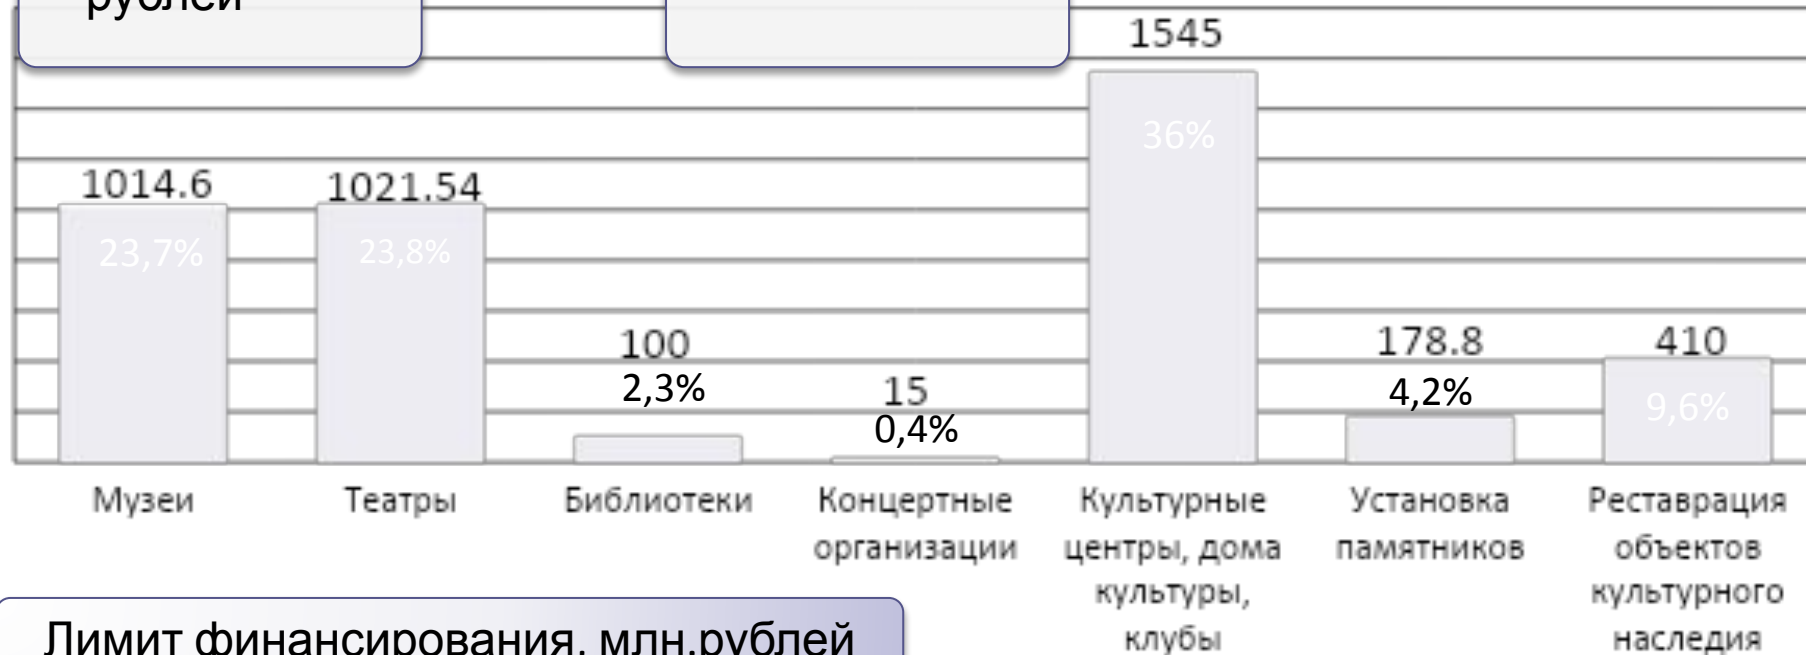 рублей
1545
36%
1014.6
1021.54
23,7%
23,8%
100
2,3%
15
0,4%
178.8
4,2%
410
9,6%
Музеи
Театры
Библиотеки
Концертные
организации
Культурные
центры, дома
культуры,
клубы
Установка
памятников
Реставрация
объектов
культурного
наследия
Лимит финансирования, млн.рублей